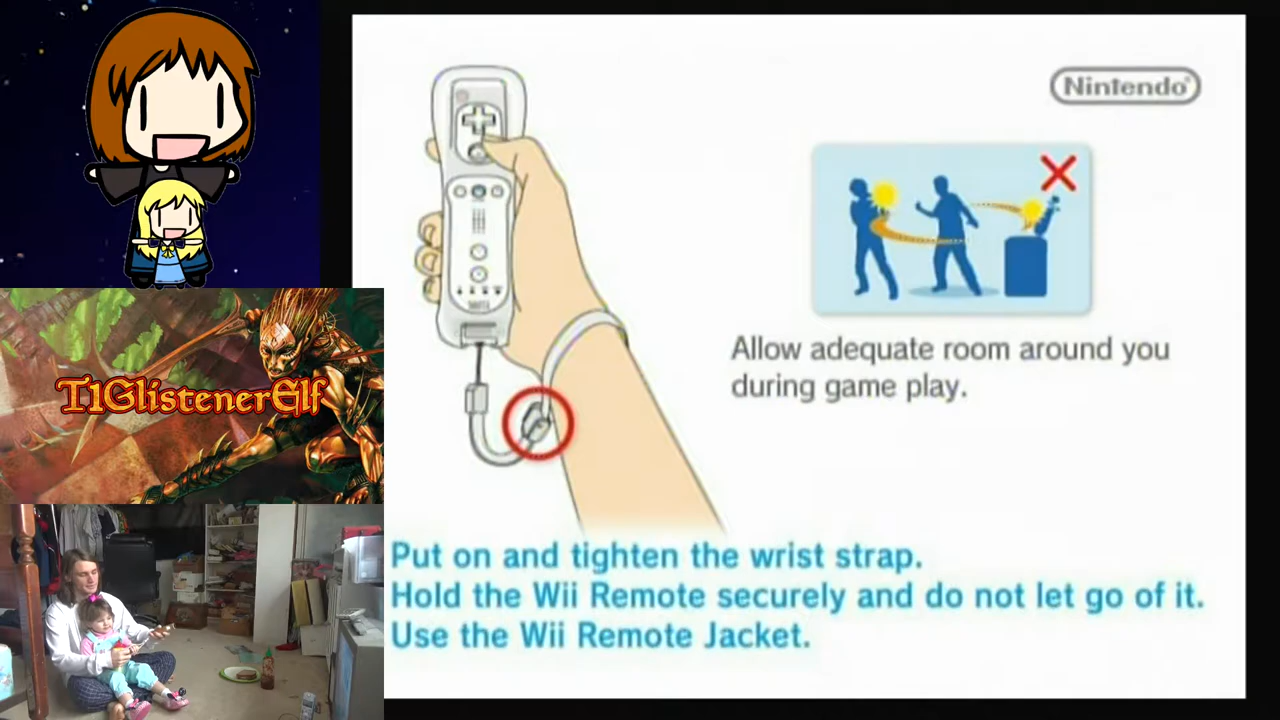 Nintendo®
Allow adequate room around you
during game play.
T1GlistenerElf
Put on and tighten the wrist strap.
Hold the Wii Remote securely and do not let go of it.
Use the Wii Remote Jacket.